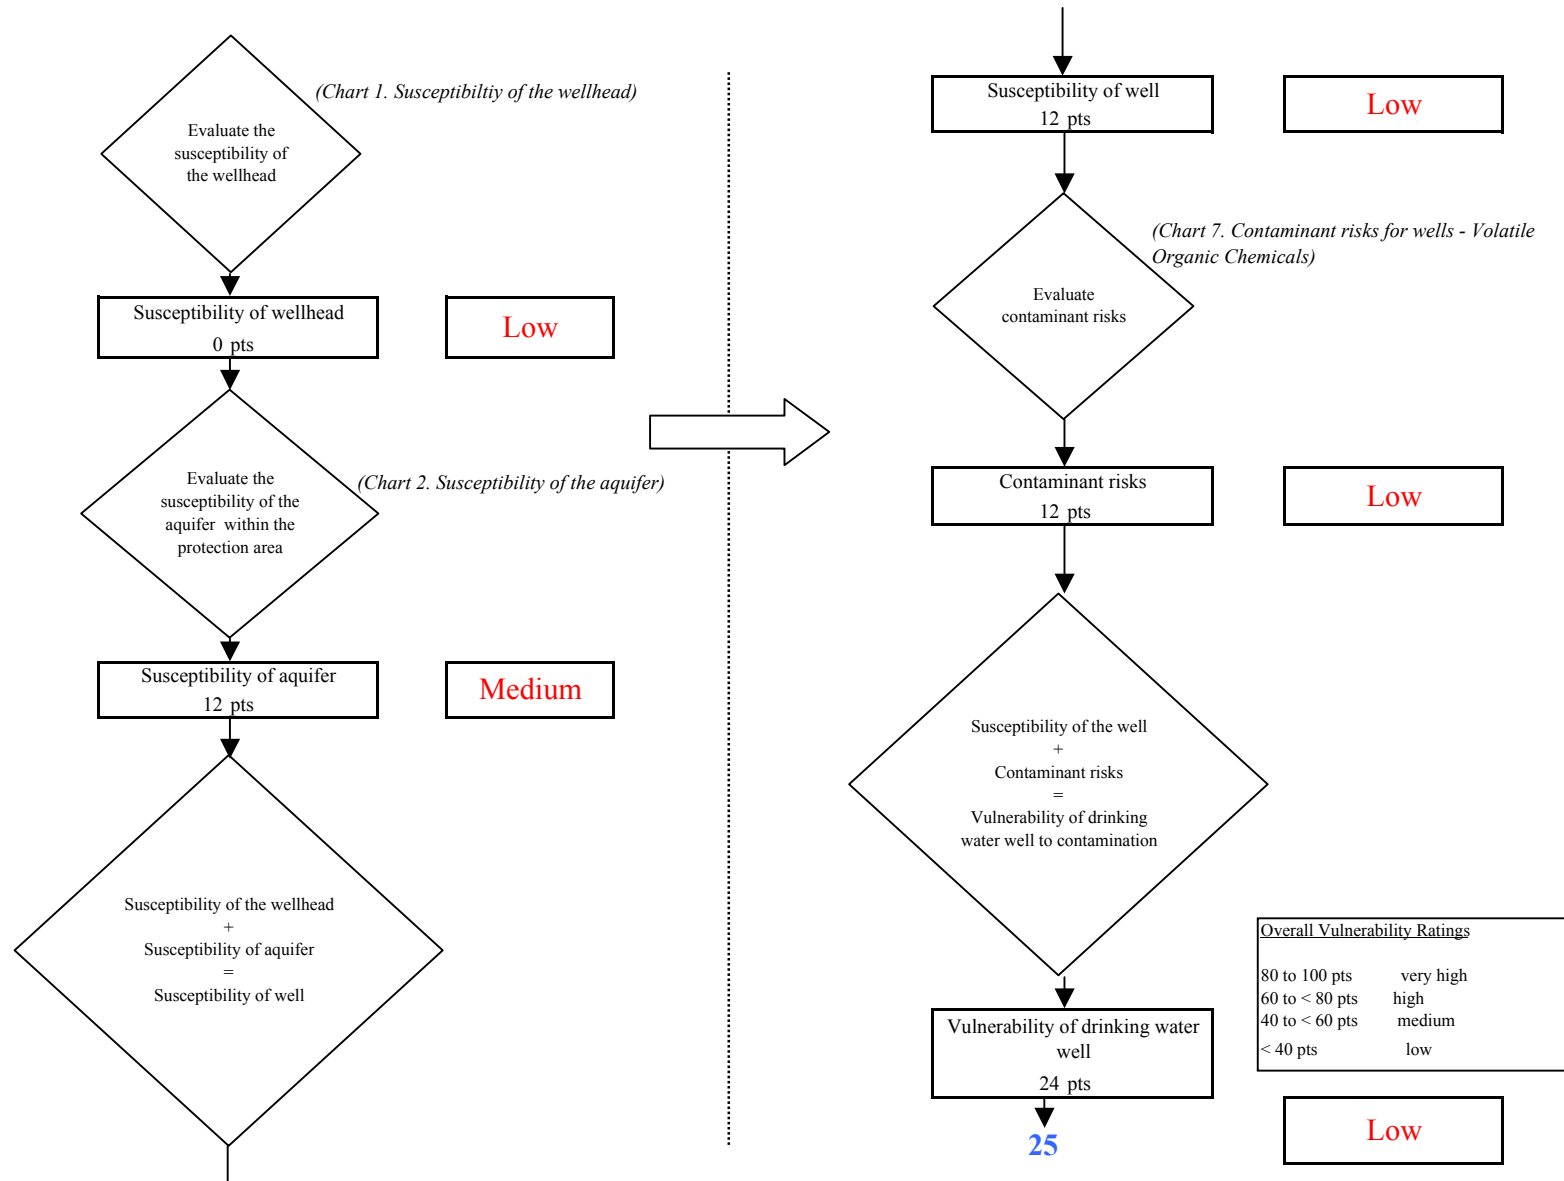 (Chart 1. Susceptibiltiy of the wellhead)
Evaluate the
susceptibility of
the wellhead
Susceptibility of wellhead
0 pts
Low
Evaluate the
susceptibility of the
aquifer within the
protection area
(Chart 2. Susceptibility of the aquifer)
Susceptibility of aquifer
12 pts
Medium
Susceptibility of the wellhead
+
Susceptibility of aquifer
=
Susceptibility of well
Susceptibility of well
12 pts
Low
(Chart 7. Contaminant risks for wells - Volatile
Organic Chemicals)
Evaluate
contaminant risks
Contaminant risks
12 pts
Low
Susceptibility of the well
+
Contaminant risks
=
Vulnerability of drinking
water well to contamination
Overall Vulnerability Ratings
80 to 100 pts very high
60 to < 80 pts high
40 to < 60 pts medium
< 40 pts low
Vulnerability of drinking water
well
24 pts
25
Low